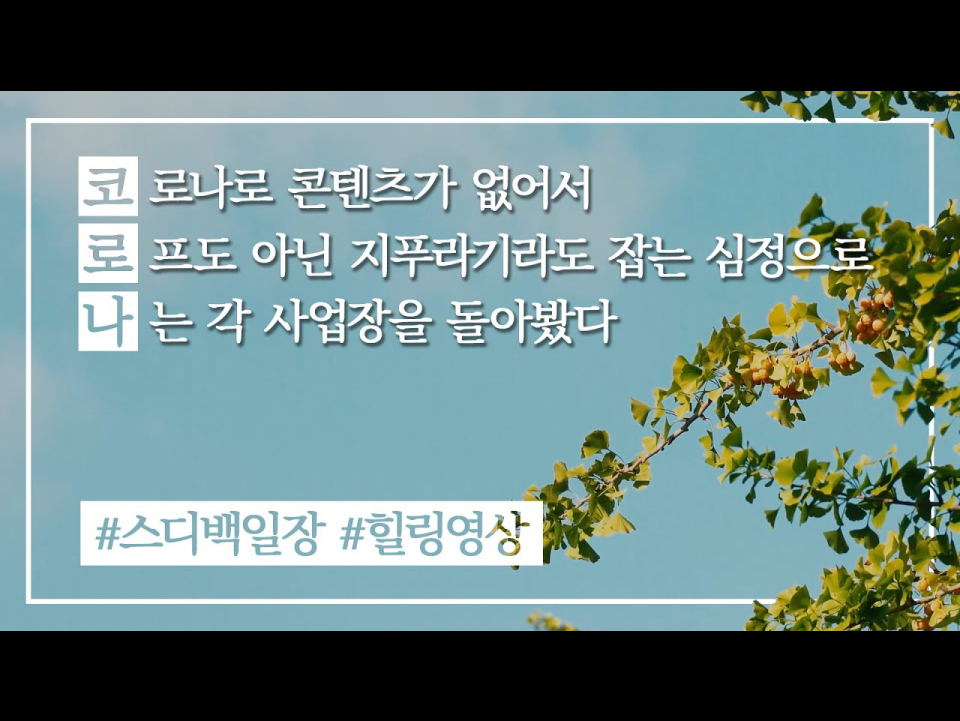 코로나로 콘텐츠가 없어서
로프도 아닌 지푸라기라도 잡는 심정으로
나는 각 사업장을 돌아봤다
#스디백일장 #힐링영상